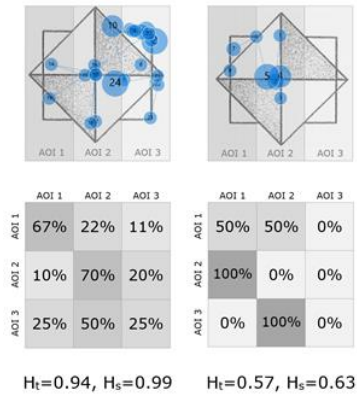 10
24
5
AOI 1 AOI 2 AOI 3 AOI 1 AOI 2 AOI 3
AOI 1 AOI 2 AOI 3 AOI 1 AOI 2 AOI 3
AOI 1 67% 22% 11% AOI 1 50% 50% 0%
AOI 2 10% 70% 20% AOI 2 100% 0% 0%
AOI 3 25% 50% 25% AOI 3 0% 100% 0%
Ht=0.94, Hs=0.99 Ht=0.57, Hs=0.63